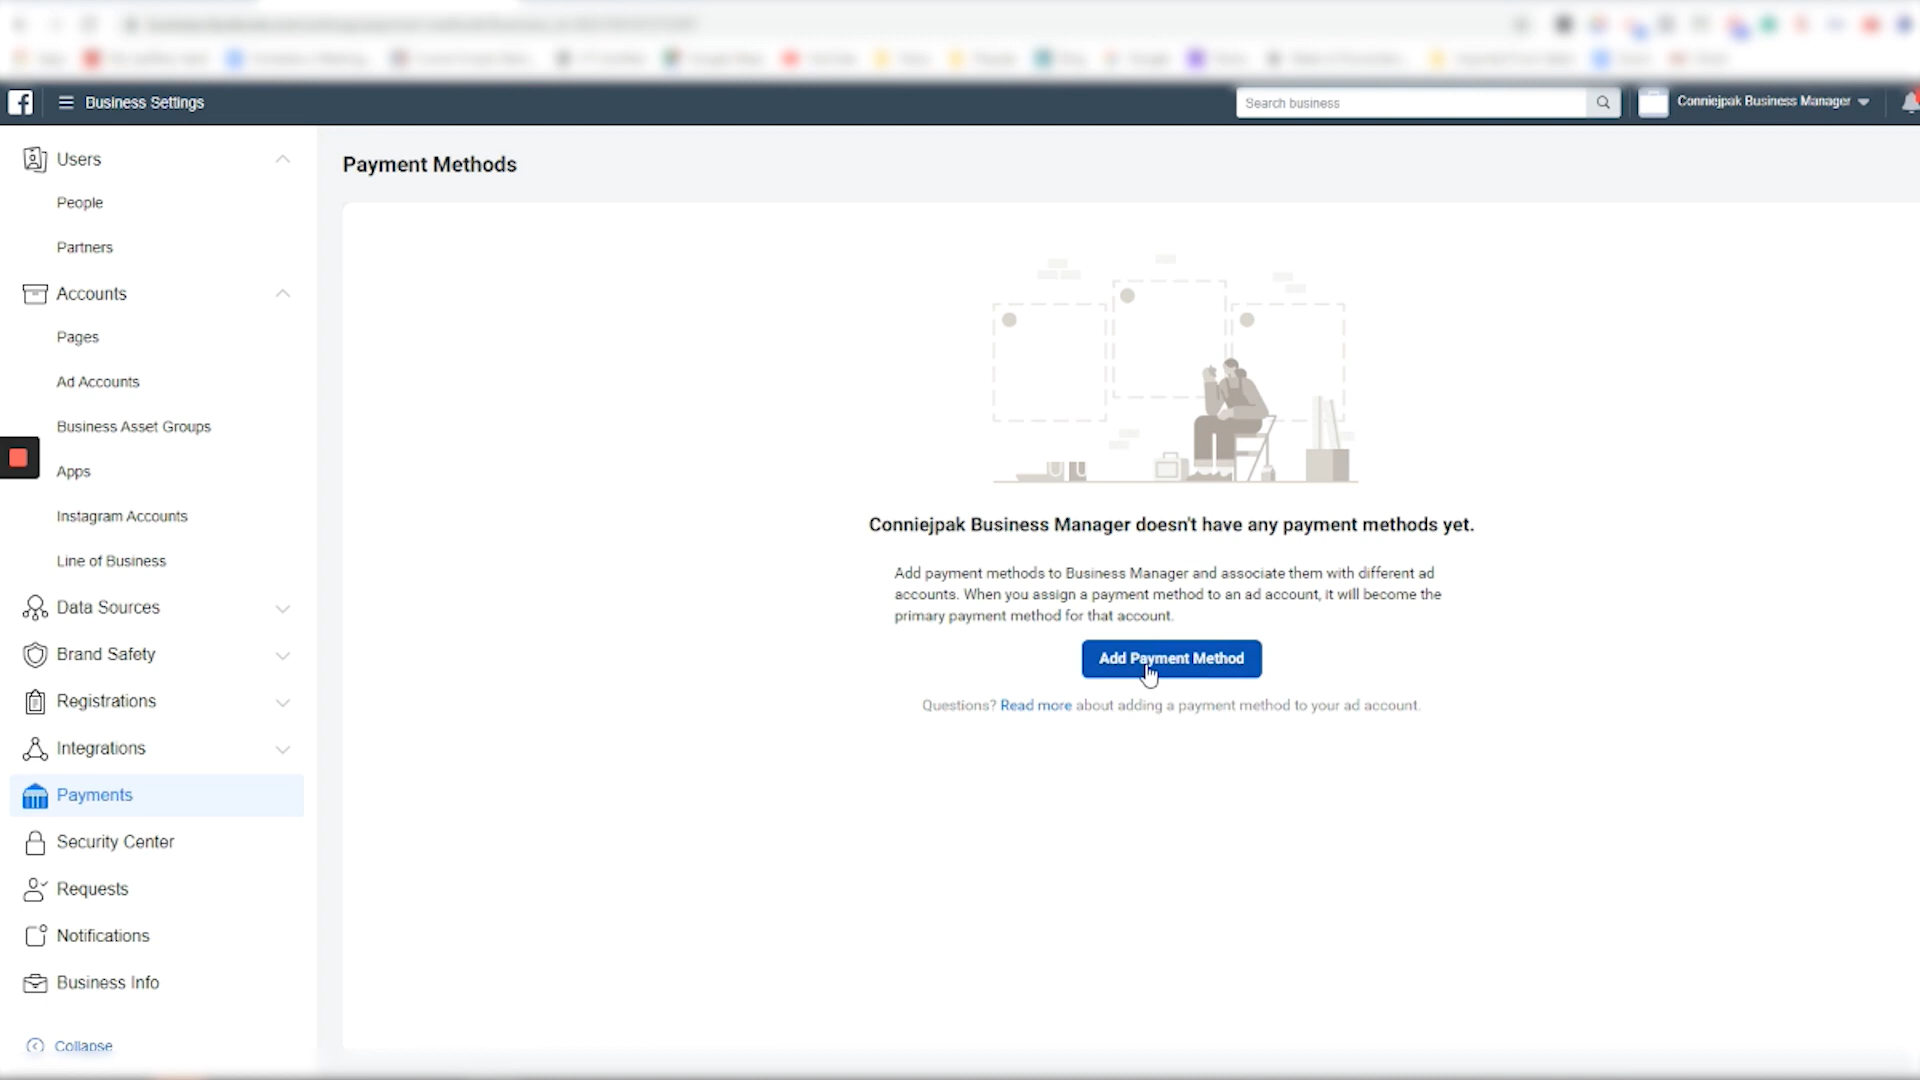 Business Settings
Search business
Conniejpak Business Manager
Users
People
Partners
Accounts
Pages
Ad Accounts
Business Asset Groups
Apps
Instagram Accounts
Line of Business
Data Sources
Brand Safety
Registrations
Integrations
Payments
Security Center
Requests
Notifications
Business Info
Collapse
Payment Methods
Conniejpak Business Manager doesn't have any payment methods yet.
Add payment methods to Business Manager and associate them with different ad
accounts. When you assign a payment method to an ad account, it will become the
primary payment method for that account.
Add Payment Method
Questions? Read more about adding a payment method to your ad account.